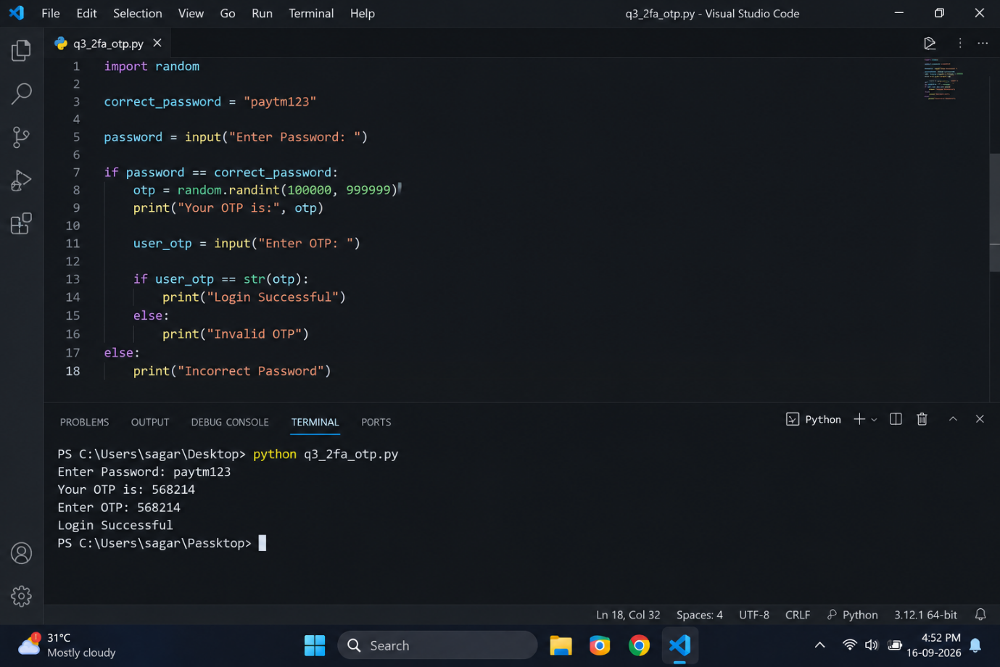 File Edit Selection View Go Run Terminal Help
q3_2fa_otp.py - Visual Studio Code
q3_2fa_otp.py
1 import random
2
3 correct_password = "paytm123"
4
5 password = input("Enter Password: ")
6
7 if password == correct_password:
8 otp = random.randint(100000, 999999)
9 print("Your OTP is:", otp)
10
11 user_otp = input("Enter OTP: ")
12
13 if user_otp == str(otp):
14 print("Login Successful")
15 else:
16 print("Invalid OTP")
17 else:
18 print("Incorrect Password")
PROBLEMS OUTPUT DEBUG CONSOLE TERMINAL PORTS
Python
PS C:\Users\sagar\Desktop> python q3_2fa_otp.py
Enter Password: paytm123
Your OTP is: 568214
Enter OTP: 568214
Login Successful
PS C:\Users\sagar\Pessktop>
Ln 18, Col 32 Spaces: 4 UTF-8 CRLF Python 3.12.1 64-bit
31°C
Mostly cloudy
Search
4:52 PM
16-09-2026